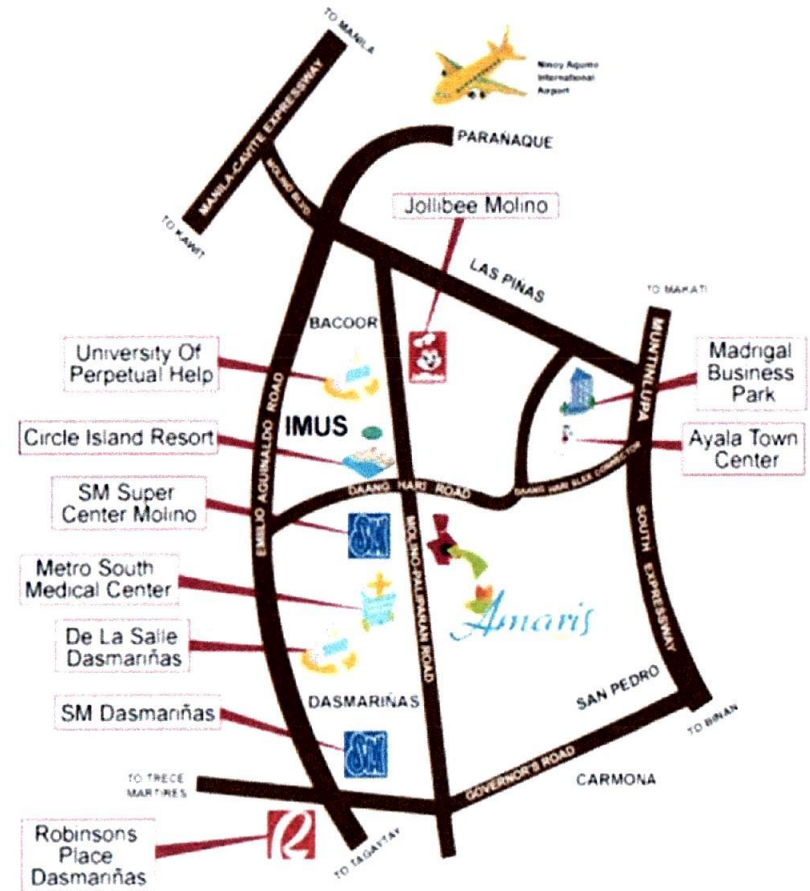 TO MANILA
Ninoy Aquino
International
Airport
MANILA-CAVITE EXPRESSWAY
PARAÑAQUE
MOLINO BLVD.
TO KAWIT
Jollibee Molino
LAS PIÑAS
TO MAKATI
BACOOR
MUNTINLUPA
University Of
Perpetual Help
Madrigal
Business
Park
IMUS
Circle Island Resort
Ayala Town
Center
EMILIO AGUINALDO ROAD
DAANG HARI ROAD
DAANG HARI SLEX CONNECTOR
SM Super
Center Molino
SM
SOUTH EXPRESSWAY
MOLINO-PALIPARAN ROAD
Metro South
Medical Center
Amaris
De La Salle
Dasmariñas
DASMARIÑAS
SAN PEDRO
SM Dasmariñas
SM
TO BINAN
TO TRECE
MARTIRES
GOVERNOR'S ROAD
CARMONA
Robinsons
Place
Dasmariñas
R
TO TAGAYTAY